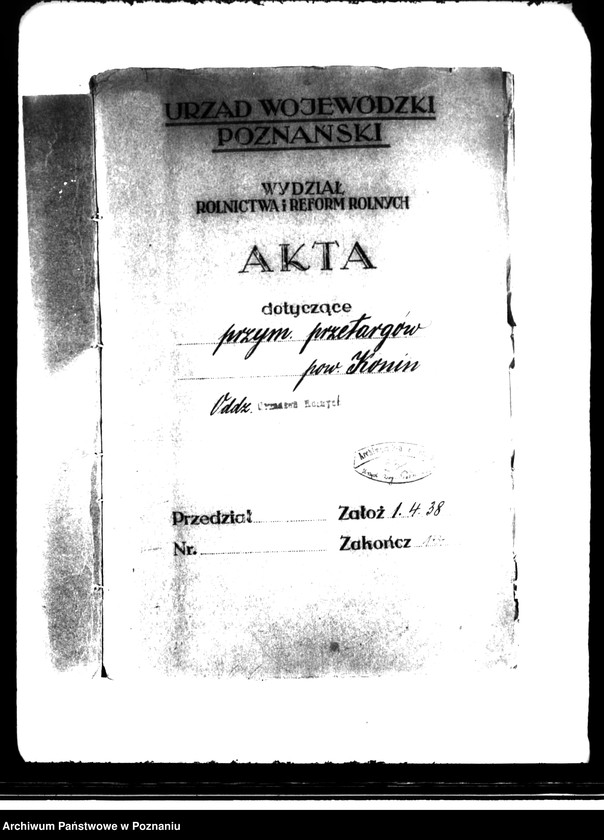 URZĄD WOJEWÓDZKI
POZNAŃSKI
WYDZIAŁ
ROLNICTWA i REFORM ROLNYCH
AKTA
dotyczące
przym. przetargów
pow. Konin
Oddz.
Przedział
Założ 1. 4. 38
Nr.
Zakończ
Archiwum Państwowe w Poznaniu